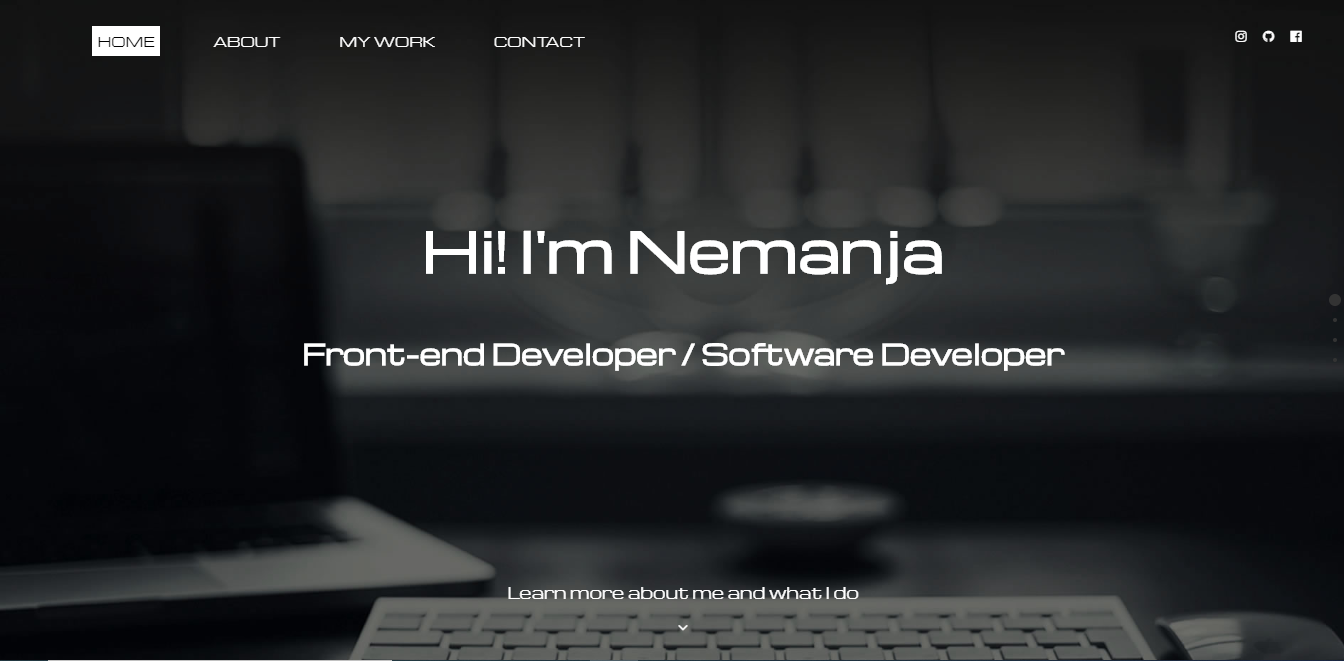 HOME ABOUT MY WORK CONTACT
Hi! I'm Nemanja
Front-end Developer / Software Developer
Learn more about me and what I do